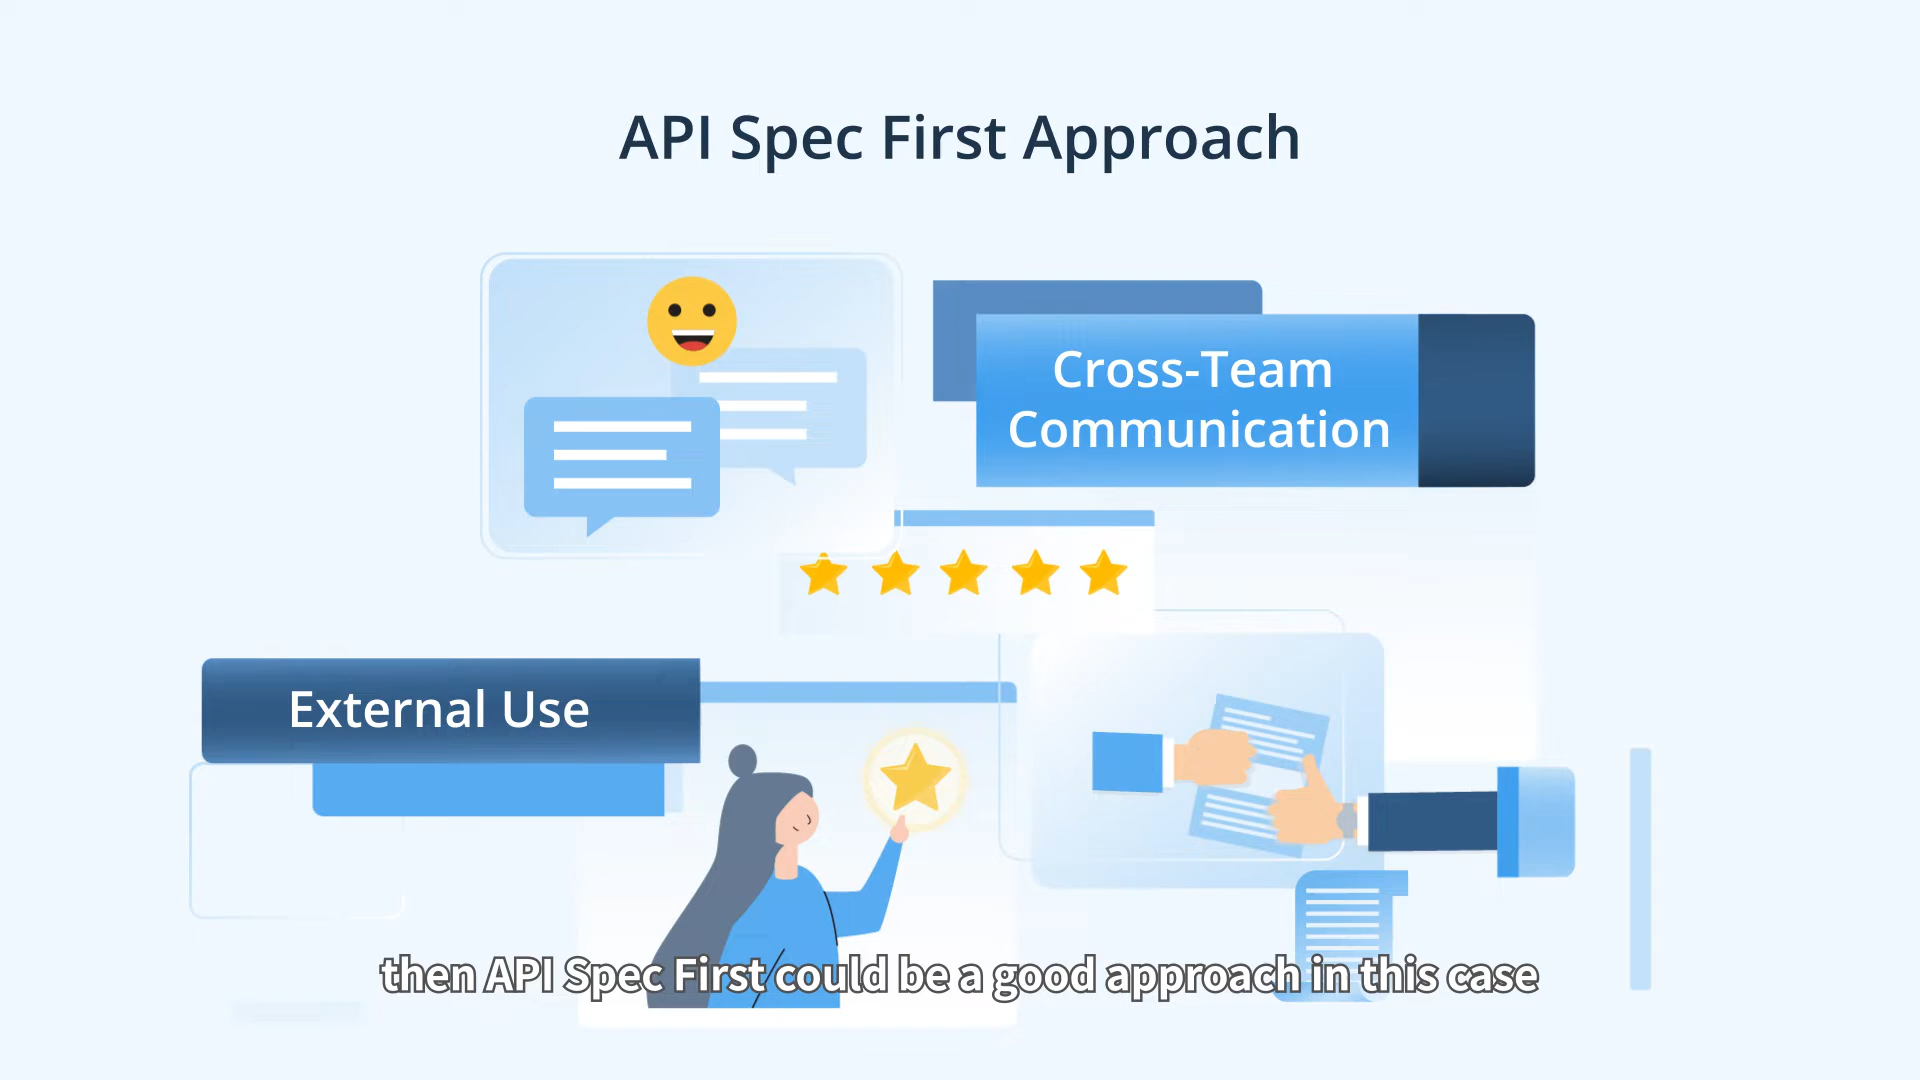 API Spec First Approach
Cross-Team
Communication
External Use
then API Spec First could be a good approach in this case